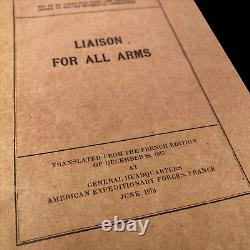 LIAISON
FOR ALL ARMS
TRANSLATED FROM THE FRENCH EDITION
OF DECEMBER 28, 1917
AT
GENERAL HEADQUARTERS
AMERICAN EXPEDITIONARY FORCES, FRANCE
JUNE, 1918